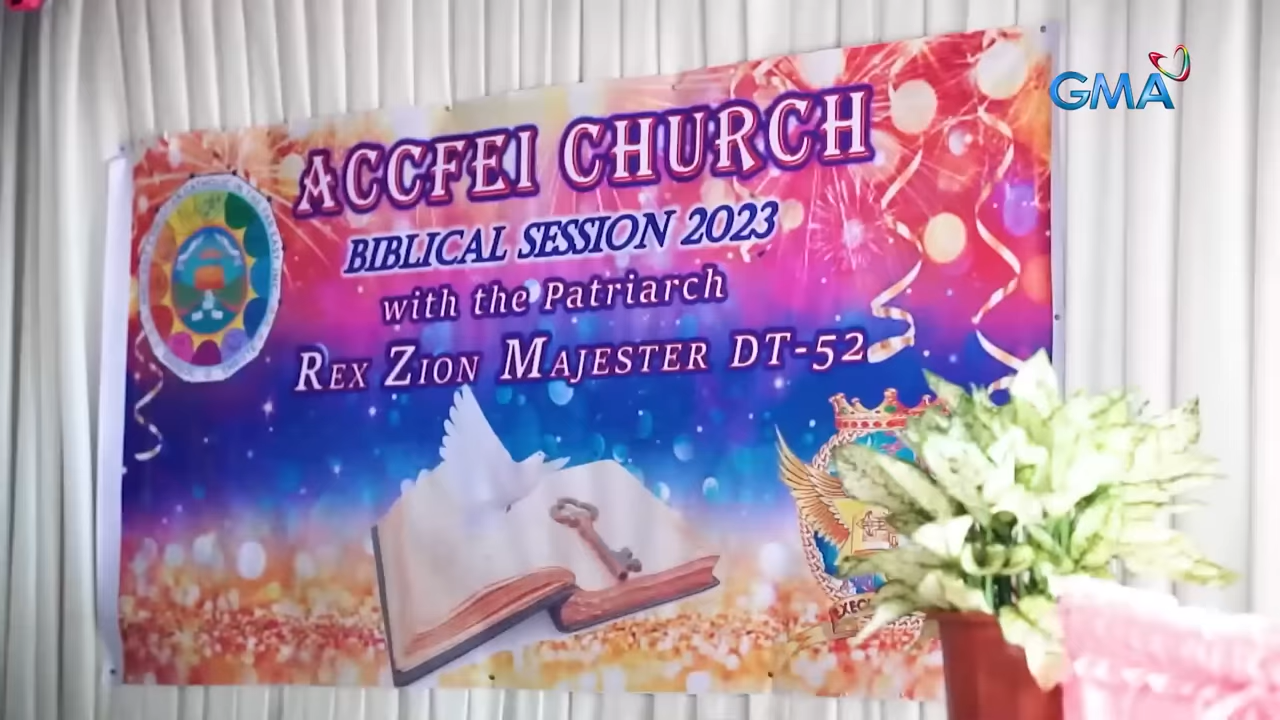 GMA
ACCFEI CHURCH
BIBLICAL SESSION 2023
with the Patriarch
REX ZION MAJESTER DT-52